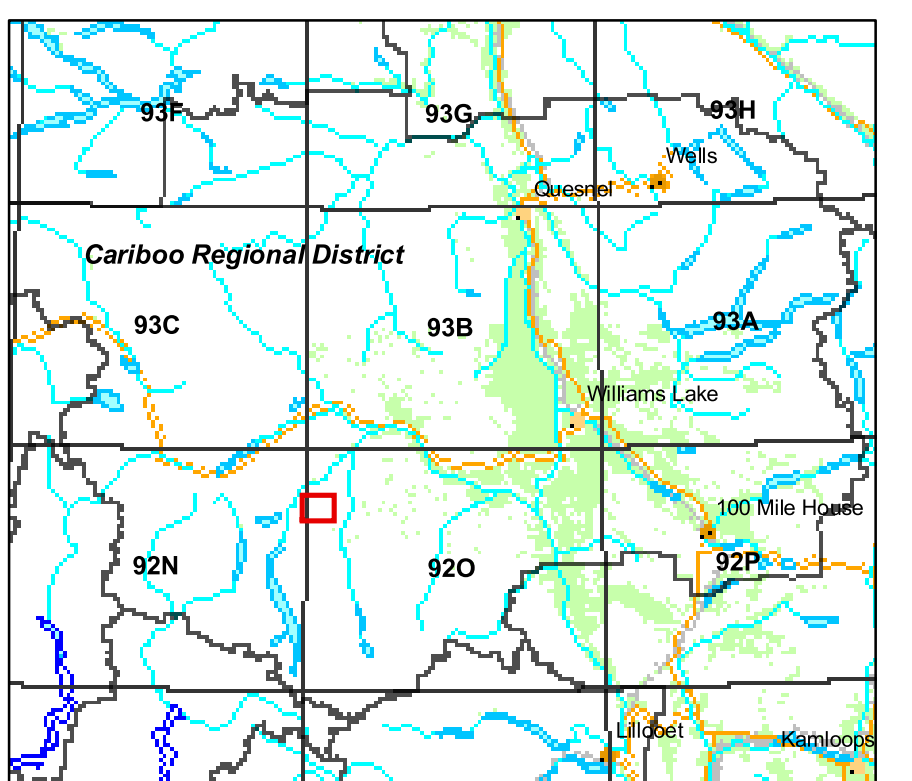 93F
93G
93H
Wells
Quesnel
Cariboo Regional District
93C
93B
93A
Williams Lake
100 Mile House
92N
92O
92P
Lillooet
Kamloops